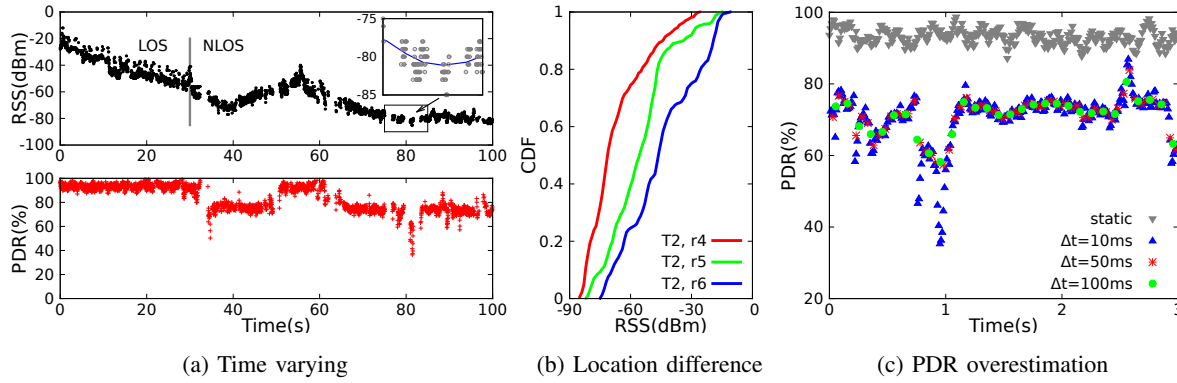 0
-20
-40
-60
-80
-100
RSS(dBm)
LOS
NLOS
-75
-80
-85
0 20 40 60 80 100
100
80
60
40
20
0
PDR(%)
0 20 40 60 80 100
Time(s)
(a) Time varying
1
0.8
0.6
0.4
0.2
0
CDF
T2, r4
T2, r5
T2, r6
-90 -60 -30 0
RSS(dBm)
(b) Location difference
100
80
60
40
20
PDR(%)
static
Δt=10ms
Δt=50ms
Δt=100ms
0 1 2 3
Time(s)
(c) PDR overestimation